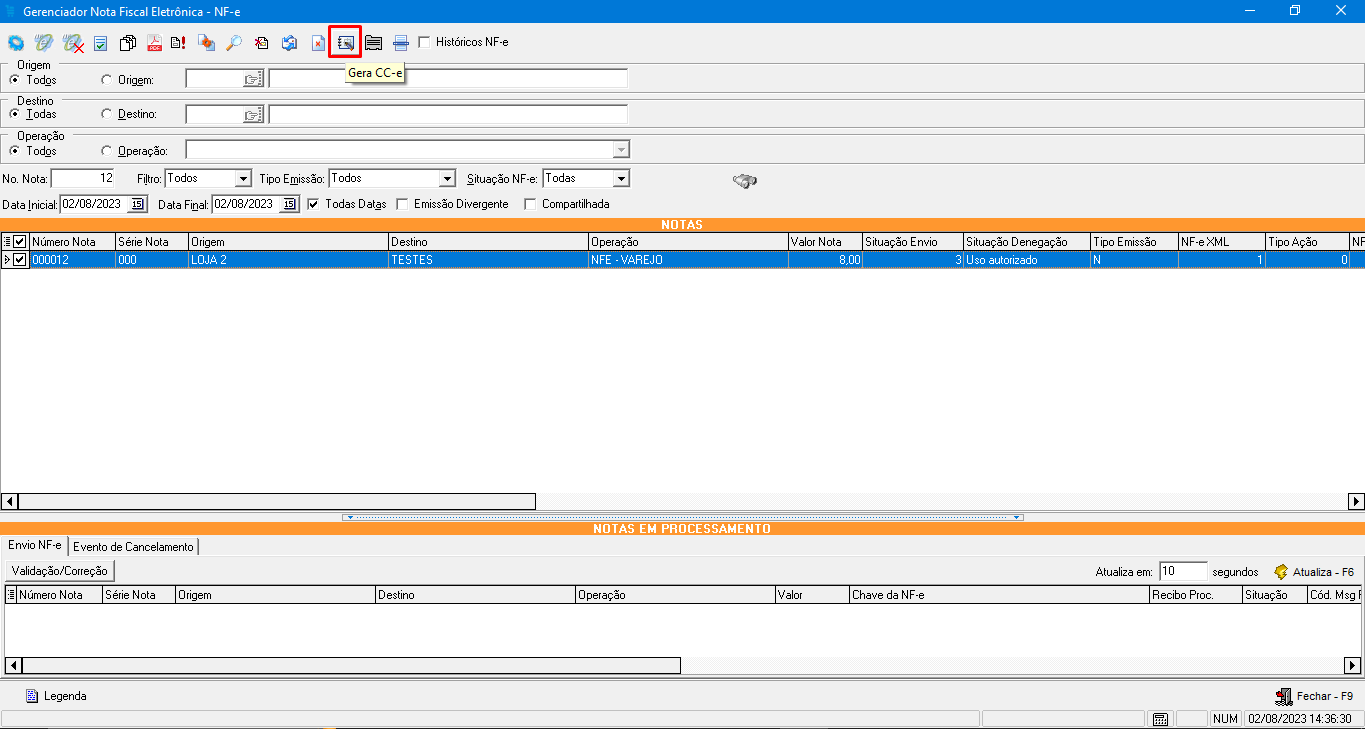 Gerenciador Nota Fiscal Eletrônica - NF-e
PDF Históricos NF-e
Gera CC-e
Origem
Todos Origem:
Destino
Todas Destino:
Operação
Todos Operação:
No. Nota: 12 Filtro: Todos Tipo Emissão: Todos Situação NF-e: Todas
Data Inicial: 02/08/2023 15 Data Final: 02/08/2023 15 Todas Datas Emissão Divergente Compartilhada
NOTAS
Número Nota Série Nota Origem Destino Operação Valor Nota Situação Envio Situação Denegação Tipo Emissão NF-e XML Tipo Ação NF
000012 000 LOJA 2 TESTES NFE - VAREJO 8,00 3 Uso autorizado N 1 0
NOTAS EM PROCESSAMENTO
Envio NF-e Evento de Cancelamento
Validação/Correção Atualiza em: 10 segundos Atualiza - F6
Número Nota Série Nota Origem Destino Operação Valor Chave da NF-e Recibo Proc. Situação Cód. Msg F
Legenda Fechar - F9
NUM 02/08/2023 14:36:30